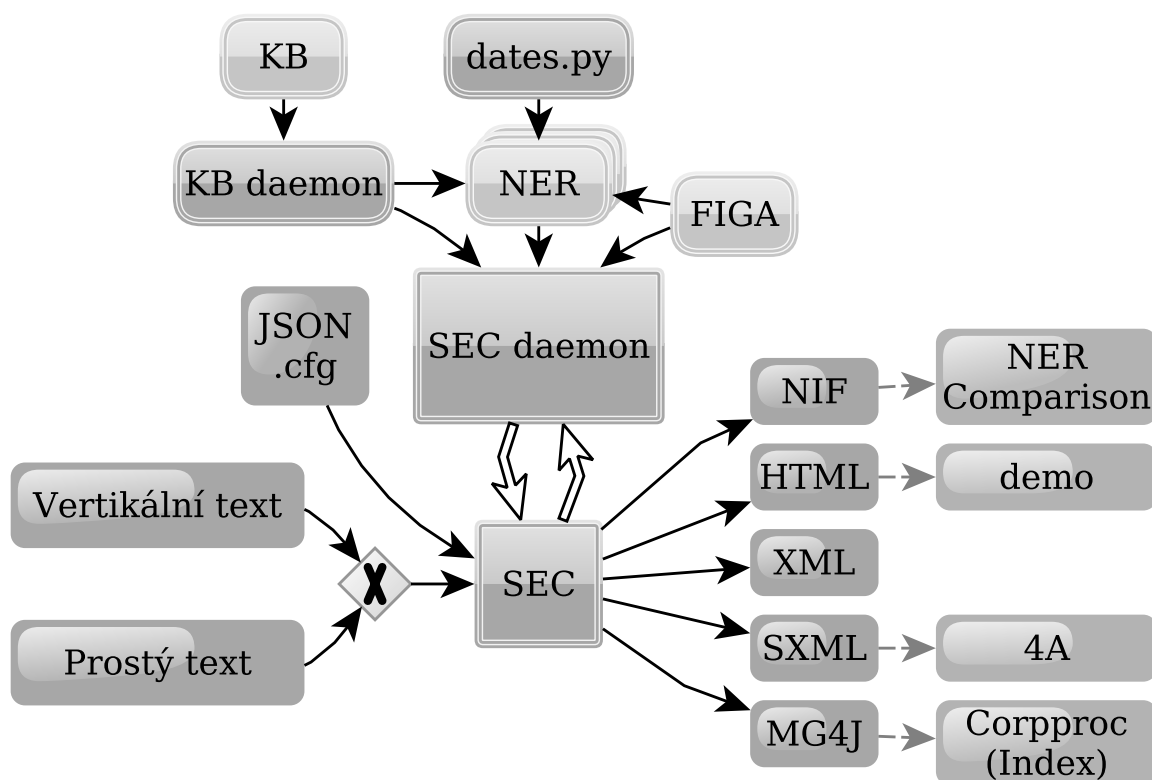 KB
dates.py
KB daemon
NER
FIGA
JSON
.cfg
SEC daemon
NIF
NER
Comparison
HTML
demo
Vertikální text
X
SEC
XML
Prostý text
SXML
4A
MG4J
Corpproc
(Index)